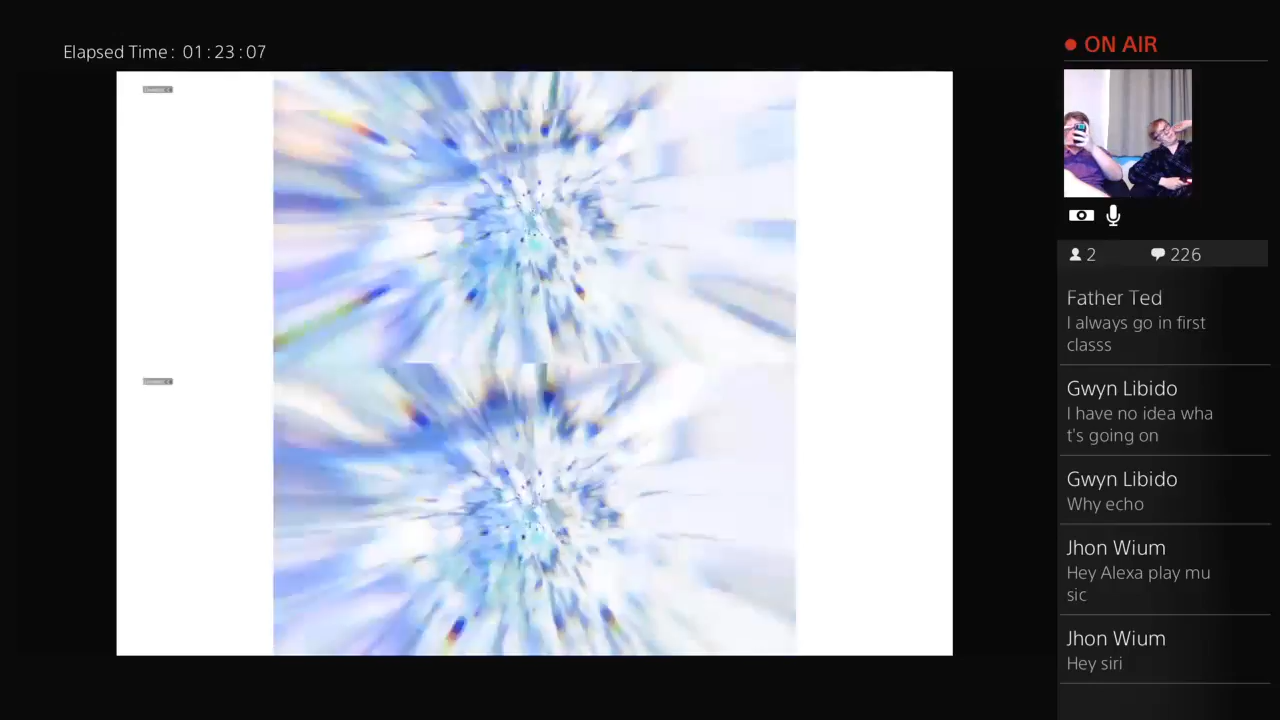 Elapsed Time: 01:23:07
ON AIR
2 226
Father Ted
I always go in first
classs
Gwyn Libido
I have no idea wha
t's going on
Gwyn Libido
Why echo
Jhon Wium
Hey Alexa play mu
sic
Jhon Wium
Hey siri